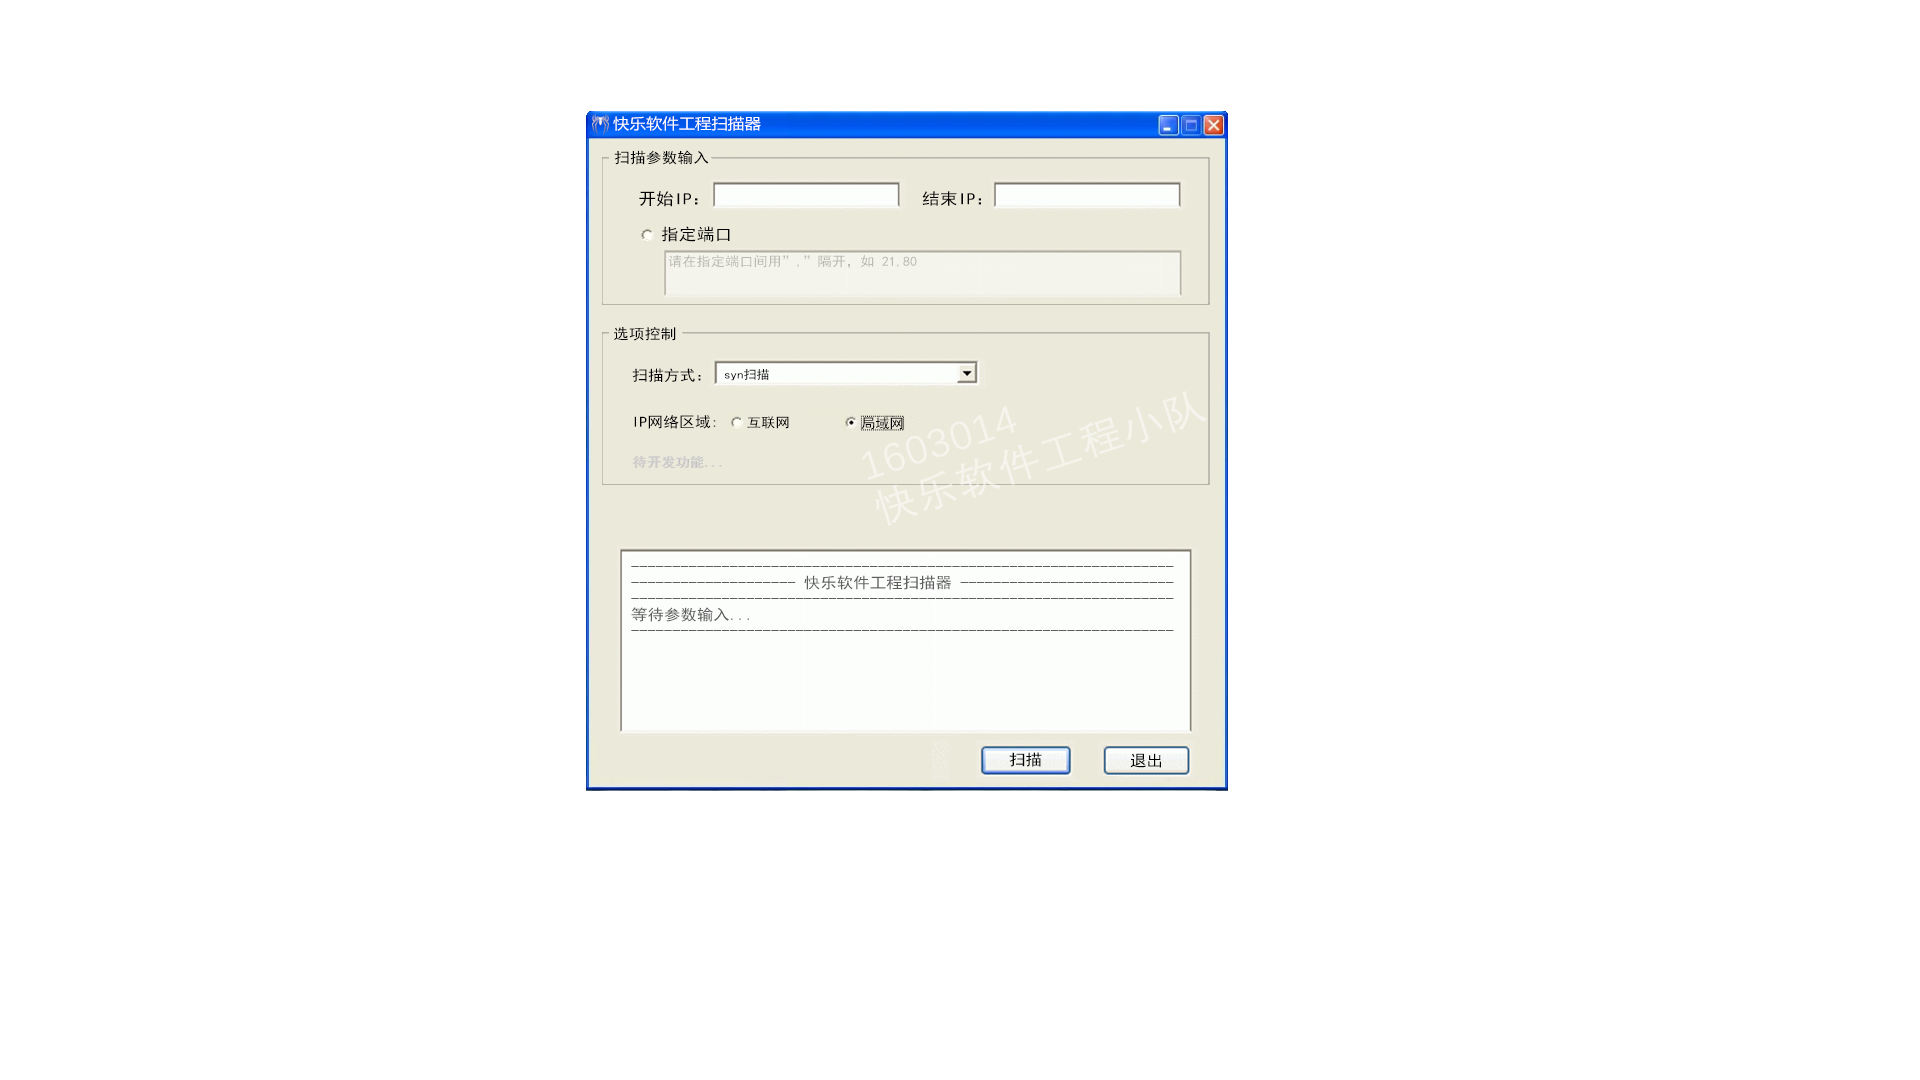 快乐软件工程扫描器
扫描参数输入
开始IP：
结束IP：
指定端口
请在指定端口间用”,”隔开，如 21,80
选项控制
扫描方式：
syn扫描
IP网络区域：
互联网
局域网
待开发功能...
1603014
快乐软件工程小队
-------------------------------------------------------------------
-------------------- 快乐软件工程扫描器 --------------------------
-------------------------------------------------------------------
等待参数输入...
-------------------------------------------------------------------
扫描
退出